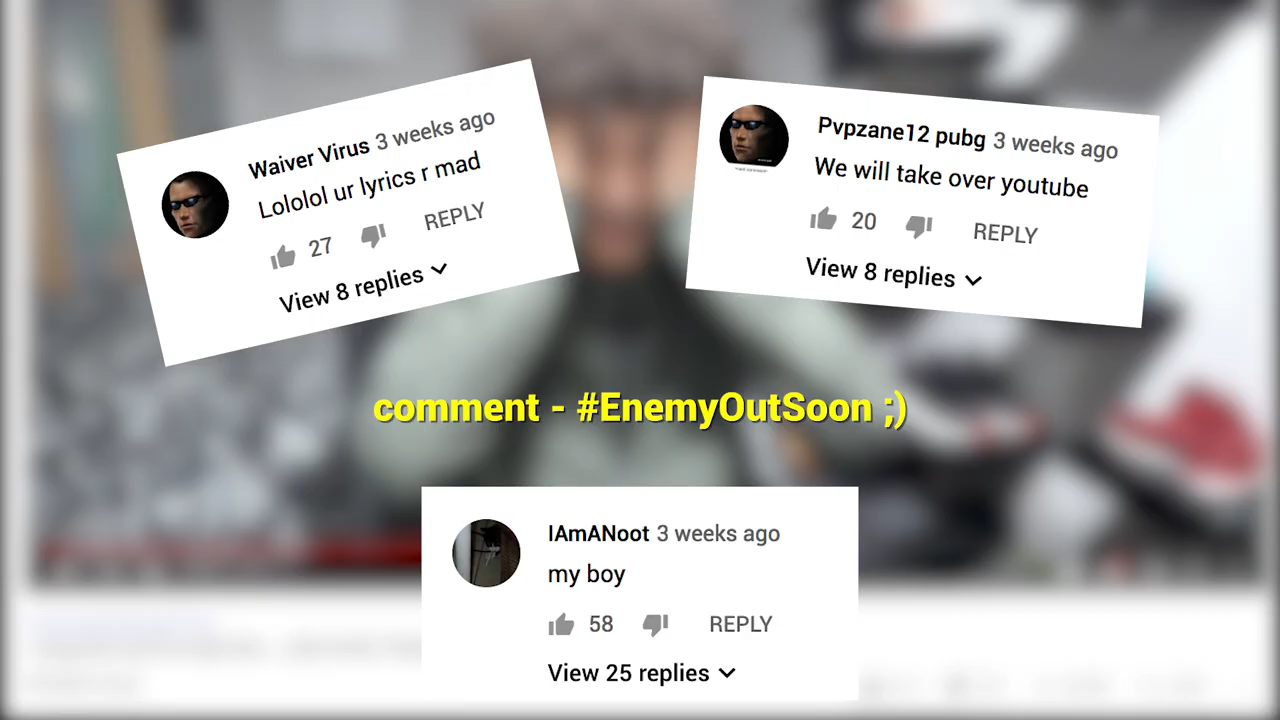 Waiver Virus 3 weeks ago
Lololol ur lyrics r mad
27 REPLY
View 8 replies
Pvpzane12 pubg 3 weeks ago
We will take over youtube
20 REPLY
View 8 replies
comment - #EnemyOutSoon ;)
IAmANoot 3 weeks ago
my boy
58 REPLY
View 25 replies